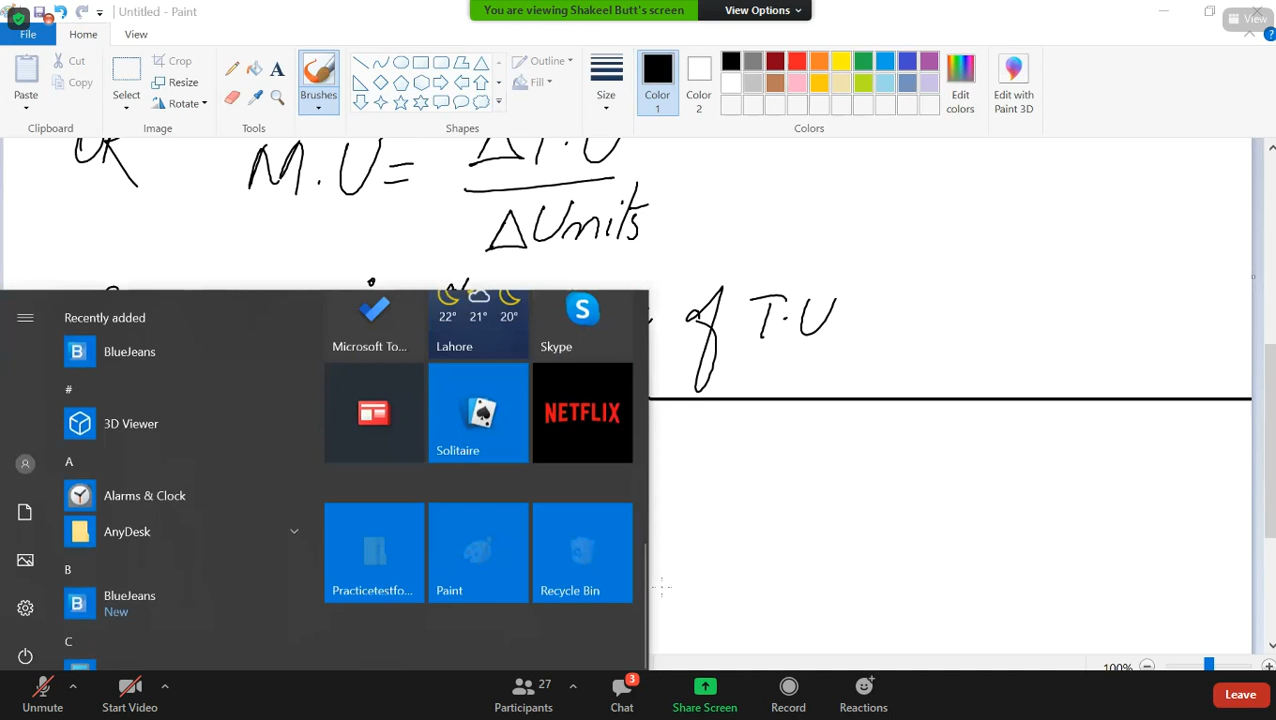 Untitled - Paint
You are viewing Shakeel Butt's screen
View Options
View
File
Home
View
Paste
Cut
Copy
Clipboard
Select
Crop
Resize
Rotate
Image
A
Tools
Brushes
Shapes
Outline
Fill
Size
Color
1
Color
2
Colors
Edit
colors
Edit with
Paint 3D
OR M.U = ΔT.U
ΔUnits
of T.U
Recently added
BlueJeans
#
3D Viewer
A
Alarms & Clock
AnyDesk
B
BlueJeans
New
C
Microsoft To...
22° 21° 20°
Lahore
Skype
Solitaire
NETFLIX
Practicetestfo...
Paint
Recycle Bin
100%
Unmute
Start Video
27
Participants
3
Chat
Share Screen
Record
Reactions
Leave